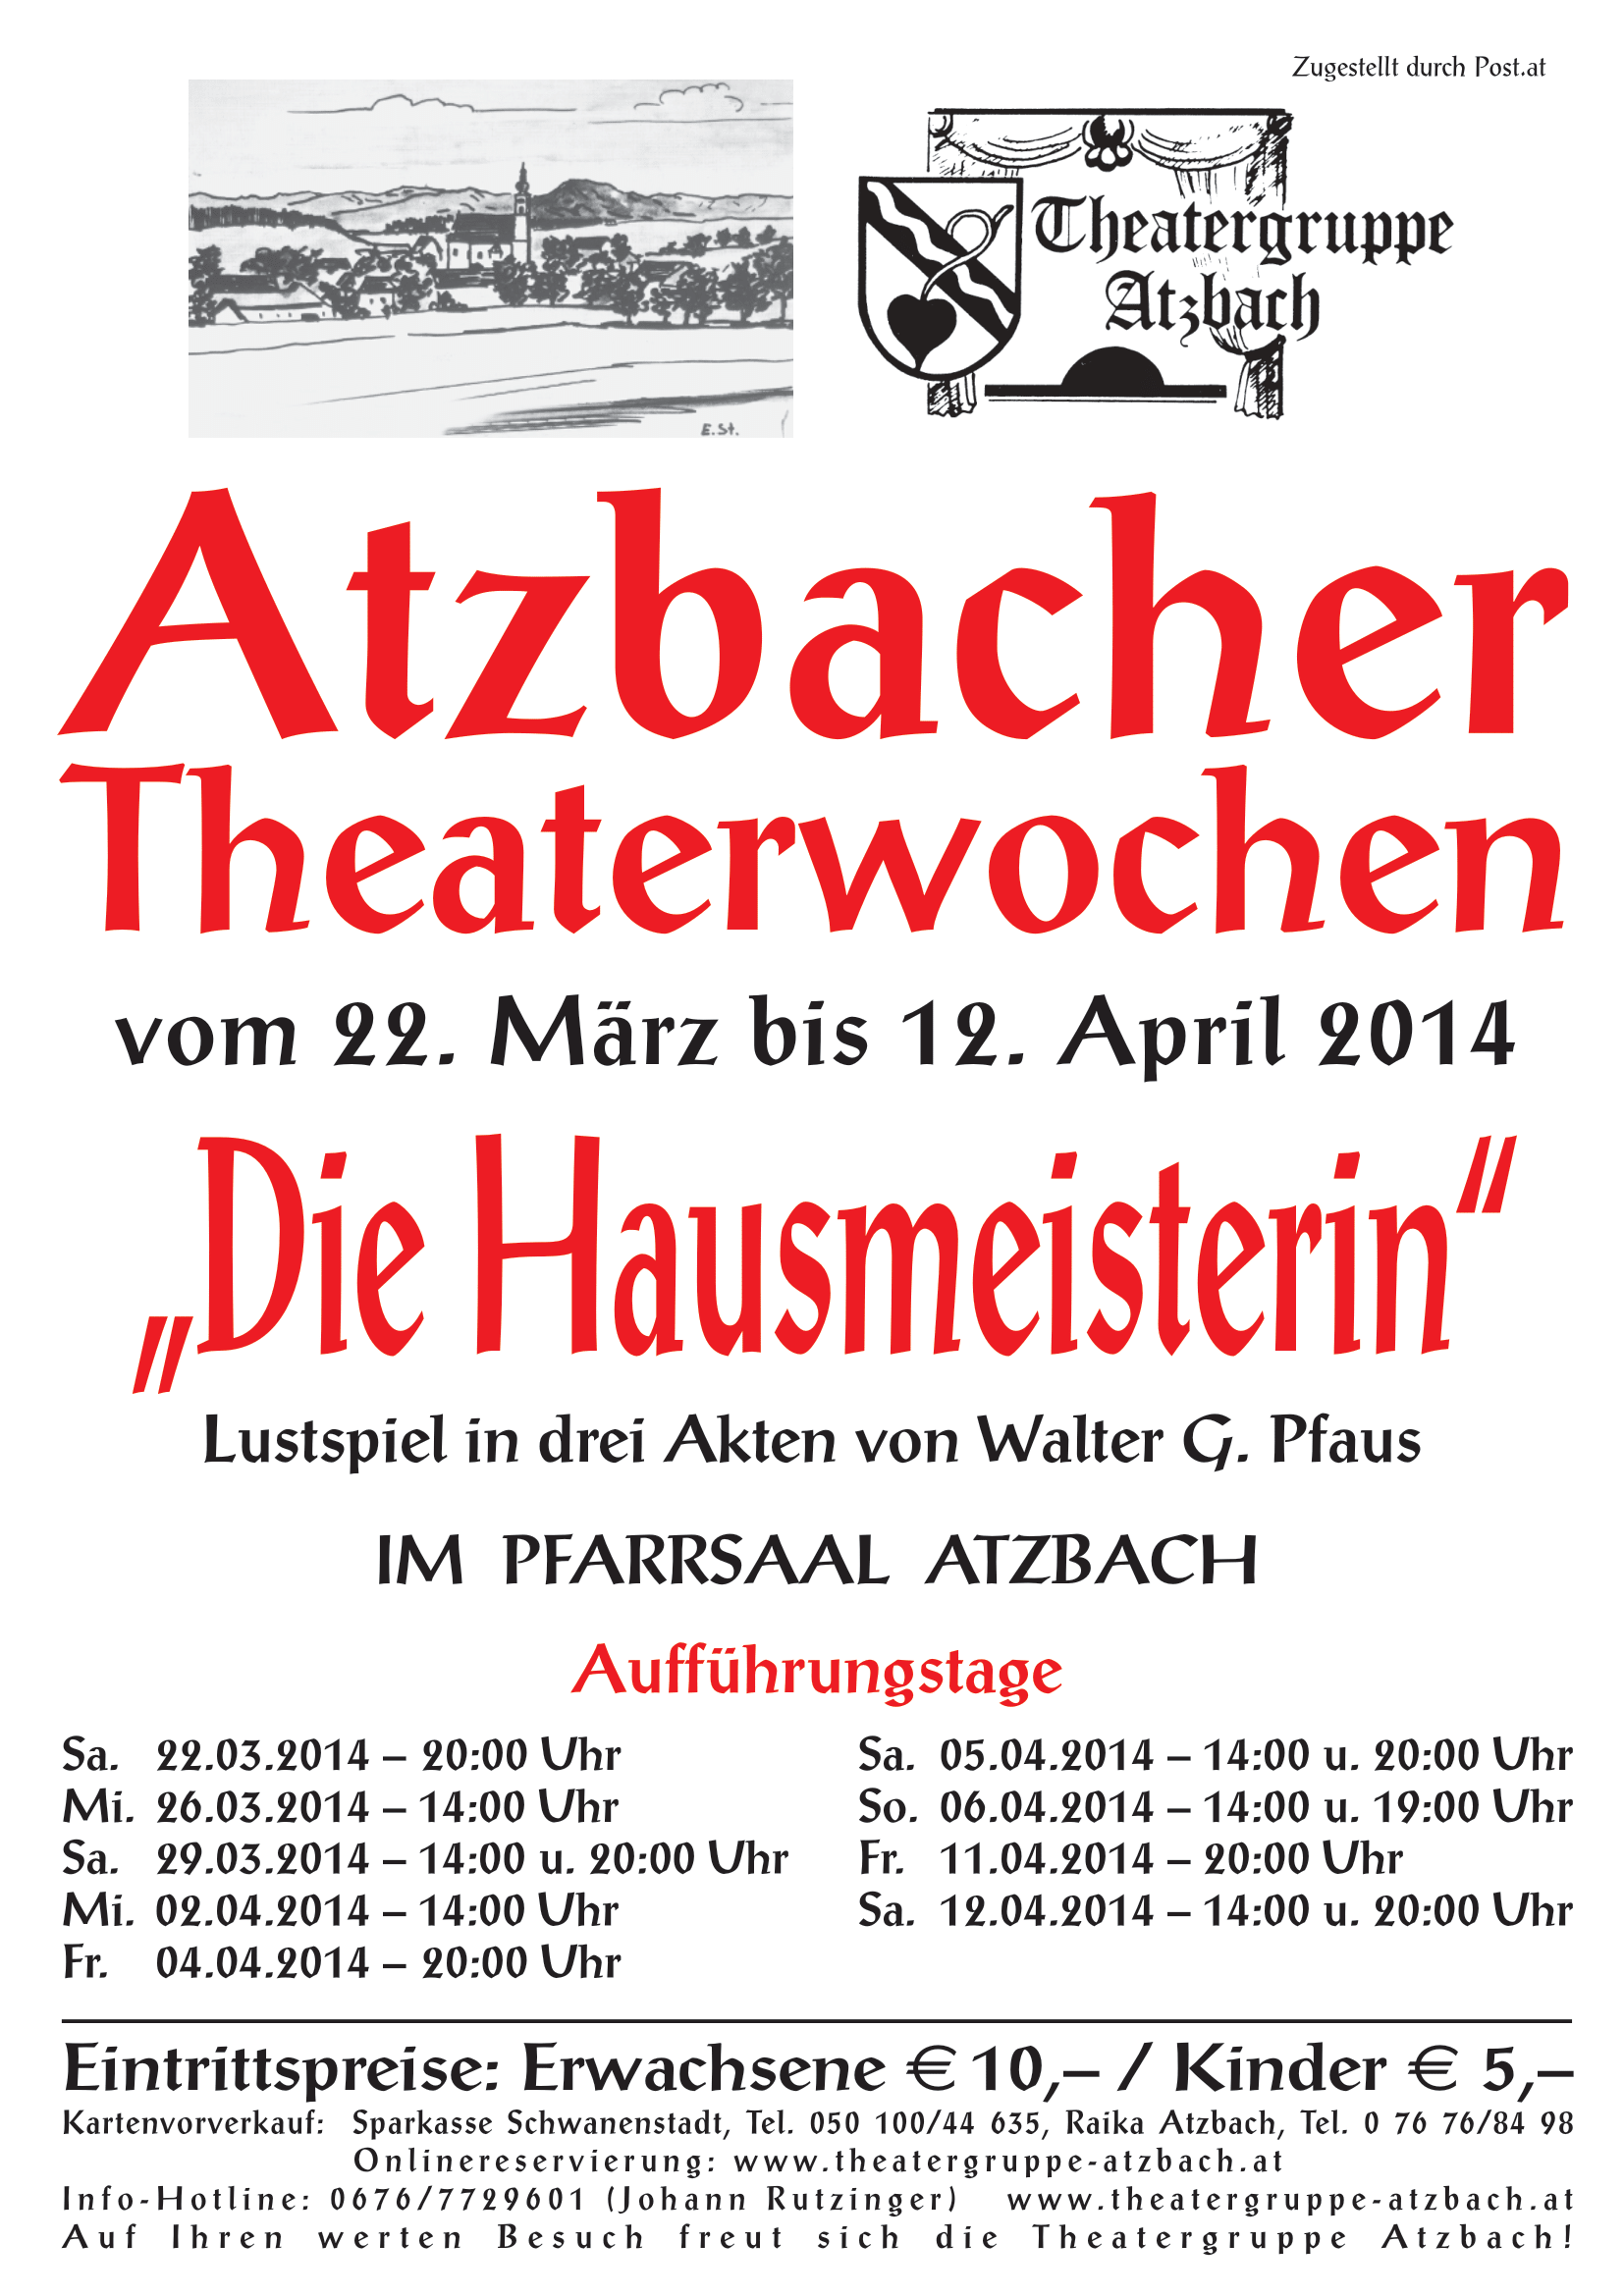 Zugestellt durch Post.at
E.St.
Theatergruppe
Atzbach
Atzbacher
Theaterwochen
vom 22. März bis 12. April 2014
„Die Hausmeisterin“
Lustspiel in drei Akten von Walter G. Pfaus
IM PFARRSAAL ATZBACH
Aufführungstage
Sa. 22.03.2014 – 20:00 Uhr
Mi. 26.03.2014 – 14:00 Uhr
Sa. 29.03.2014 – 14:00 u. 20:00 Uhr
Mi. 02.04.2014 – 14:00 Uhr
Fr. 04.04.2014 – 20:00 Uhr
Sa. 05.04.2014 – 14:00 u. 20:00 Uhr
So. 06.04.2014 – 14:00 u. 19:00 Uhr
Fr. 11.04.2014 – 20:00 Uhr
Sa. 12.04.2014 – 14:00 u. 20:00 Uhr
Eintrittspreise: Erwachsene € 10,– / Kinder € 5,–
Kartenvorverkauf: Sparkasse Schwanenstadt, Tel. 050 100/44 635, Raika Atzbach, Tel. 0 76 76/84 98
Onlinereservierung: www.theatergruppe-atzbach.at
Info-Hotline: 0676/7729601 (Johann Rutzinger) www.theatergruppe-atzbach.at
Auf Ihren werten Besuch freut sich die Theatergruppe Atzbach!